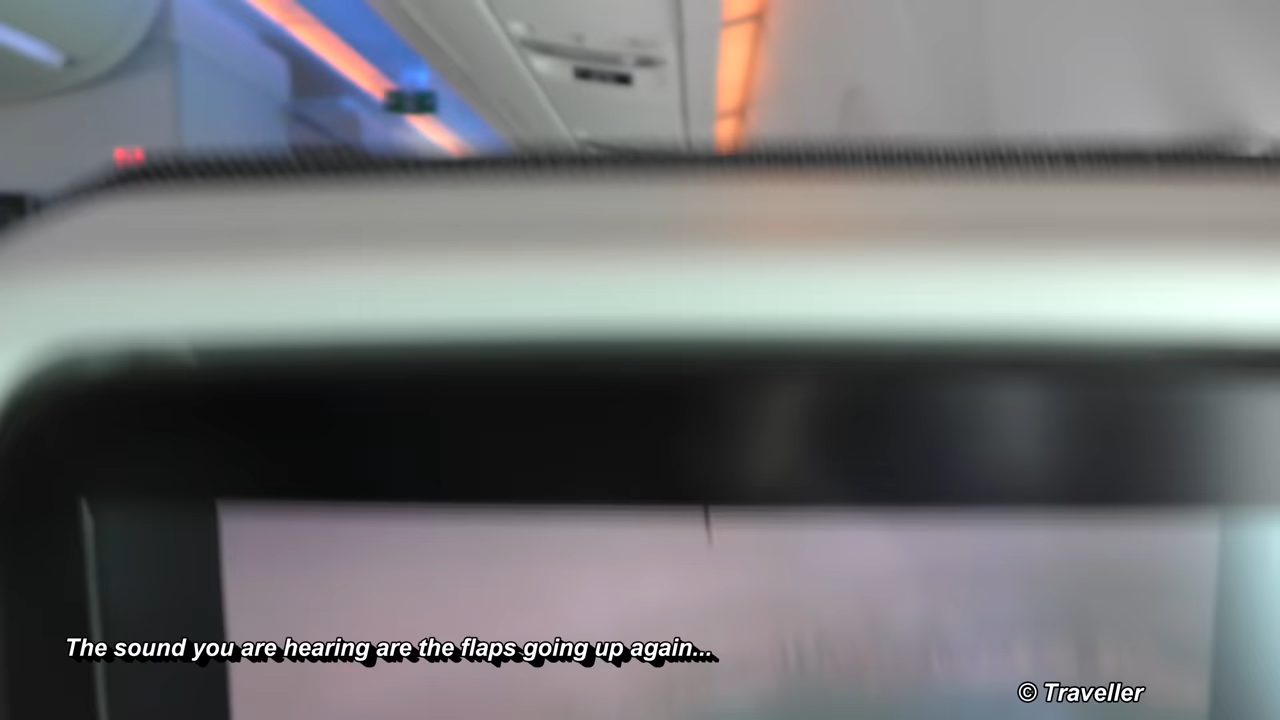 The sound you are hearing are the flaps going up again...
© Traveller